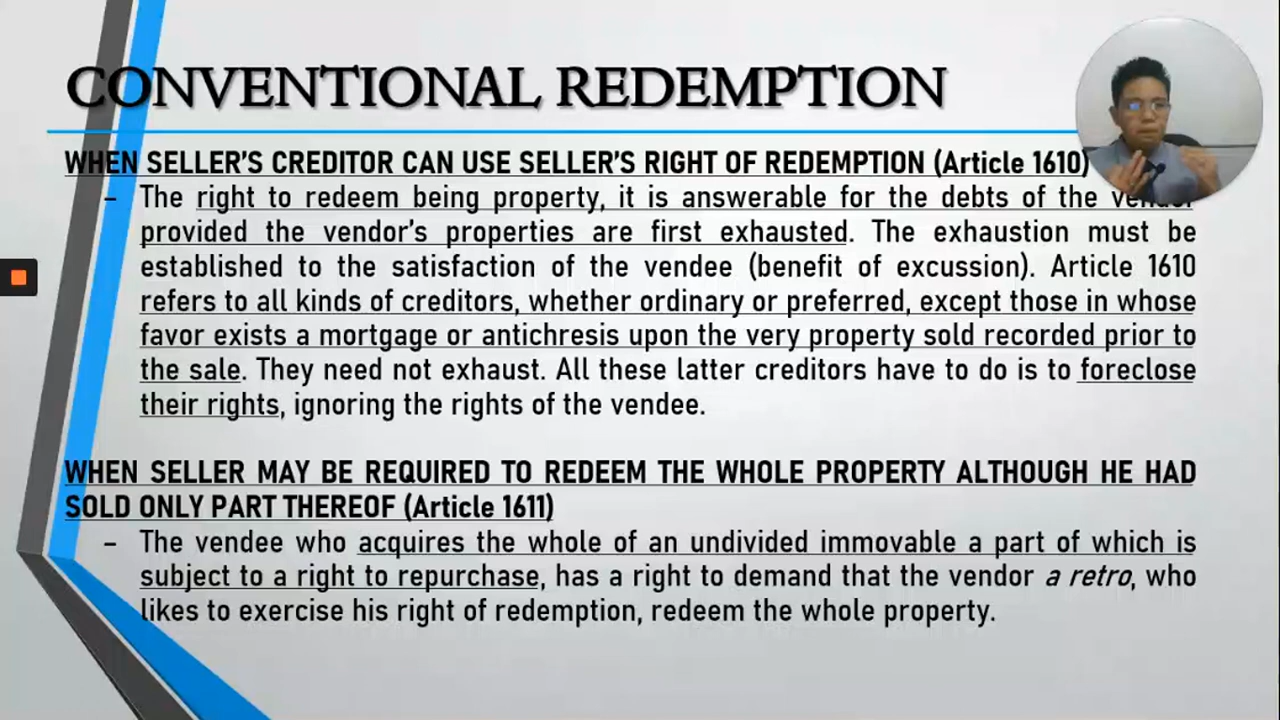 CONVENTIONAL REDEMPTION
WHEN SELLER'S CREDITOR CAN USE SELLER'S RIGHT OF REDEMPTION (Article 1610)
– The right to redeem being property, it is answerable for the debts of the vendor
provided the vendor's properties are first exhausted. The exhaustion must be
established to the satisfaction of the vendee (benefit of excussion). Article 1610
refers to all kinds of creditors, whether ordinary or preferred, except those in whose
favor exists a mortgage or antichresis upon the very property sold recorded prior to
the sale. They need not exhaust. All these latter creditors have to do is to foreclose
their rights, ignoring the rights of the vendee.
WHEN SELLER MAY BE REQUIRED TO REDEEM THE WHOLE PROPERTY ALTHOUGH HE HAD
SOLD ONLY PART THEREOF (Article 1611)
– The vendee who acquires the whole of an undivided immovable a part of which is
subject to a right to repurchase, has a right to demand that the vendor a retro, who
likes to exercise his right of redemption, redeem the whole property.